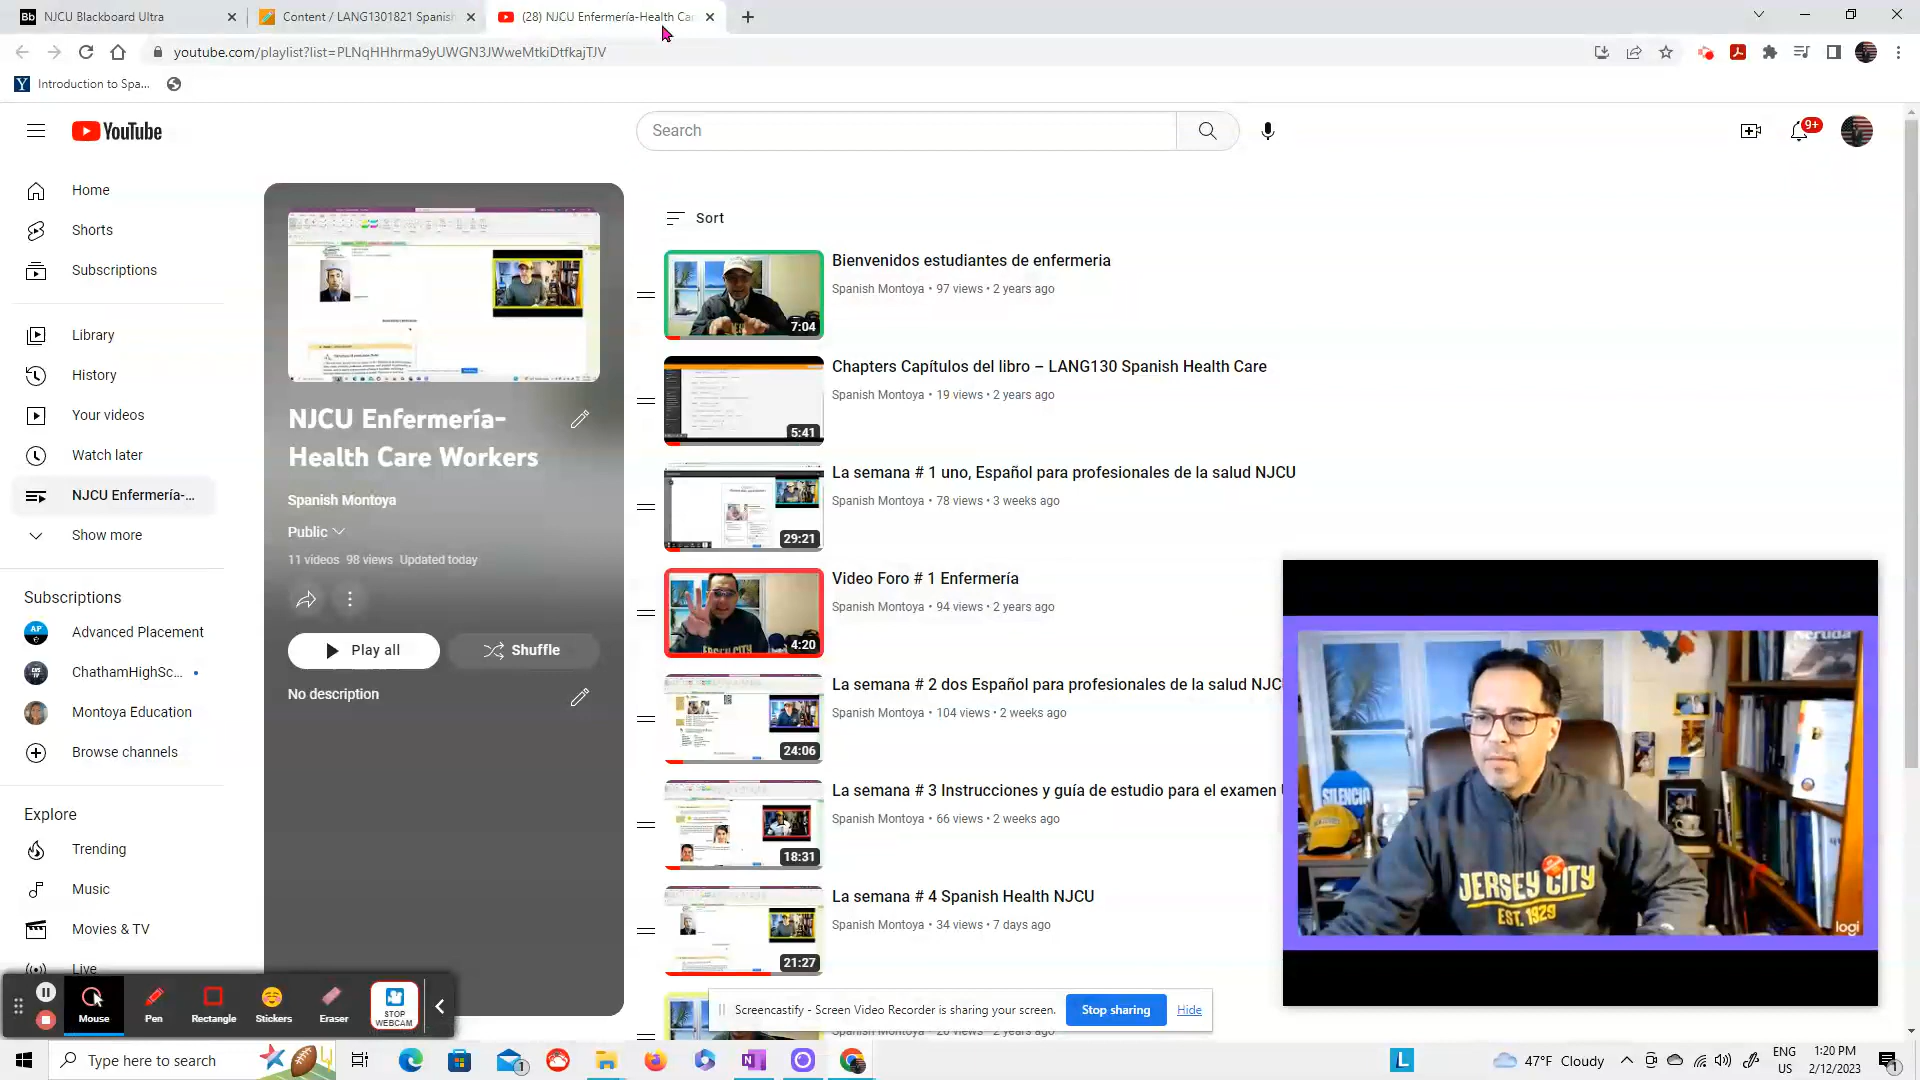 NJCU Blackboard Ultra
Content / LANG1301821 Spanish
(28) NJCU Enfermería-Health Car
youtube.com/playlist?list=PLNqHHhrma9yUWGN3JWweMtkiDtfkajTJV
Introduction to Spa...
YouTube
Search
9+
Home
Shorts
Subscriptions
Library
History
Your videos
Watch later
NJCU Enfermería-...
Show more
Subscriptions
Advanced Placement
ChathamHighSc...
Montoya Education
Browse channels
Explore
Trending
Music
Movies & TV
Live
NJCU Enfermería-
Health Care Workers
Spanish Montoya
Public
11 videos 98 views Updated today
Play all
Shuffle
No description
Sort
Bienvenidos estudiantes de enfermeria
Spanish Montoya • 97 views • 2 years ago
7:04
Chapters Capítulos del libro – LANG130 Spanish Health Care
Spanish Montoya • 19 views • 2 years ago
5:41
La semana # 1 uno, Español para profesionales de la salud NJCU
Spanish Montoya • 78 views • 3 weeks ago
29:21
Video Foro # 1 Enfermería
Spanish Montoya • 94 views • 2 years ago
4:20
La semana # 2 dos Español para profesionales de la salud NJC
Spanish Montoya • 104 views • 2 weeks ago
24:06
La semana # 3 Instrucciones y guía de estudio para el examen
Spanish Montoya • 66 views • 2 weeks ago
18:31
La semana # 4 Spanish Health NJCU
Spanish Montoya • 34 views • 7 days ago
21:27
neruda
SILENCIO
JERSEY CITY
EST. 1929
logi
Mouse
Pen
Rectangle
Stickers
Eraser
STOP
WEBCAM
Screencastify - Screen Video Recorder is sharing your screen.
Stop sharing
Hide
Type here to search
47°F Cloudy
ENG
US
1:20 PM
2/12/2023